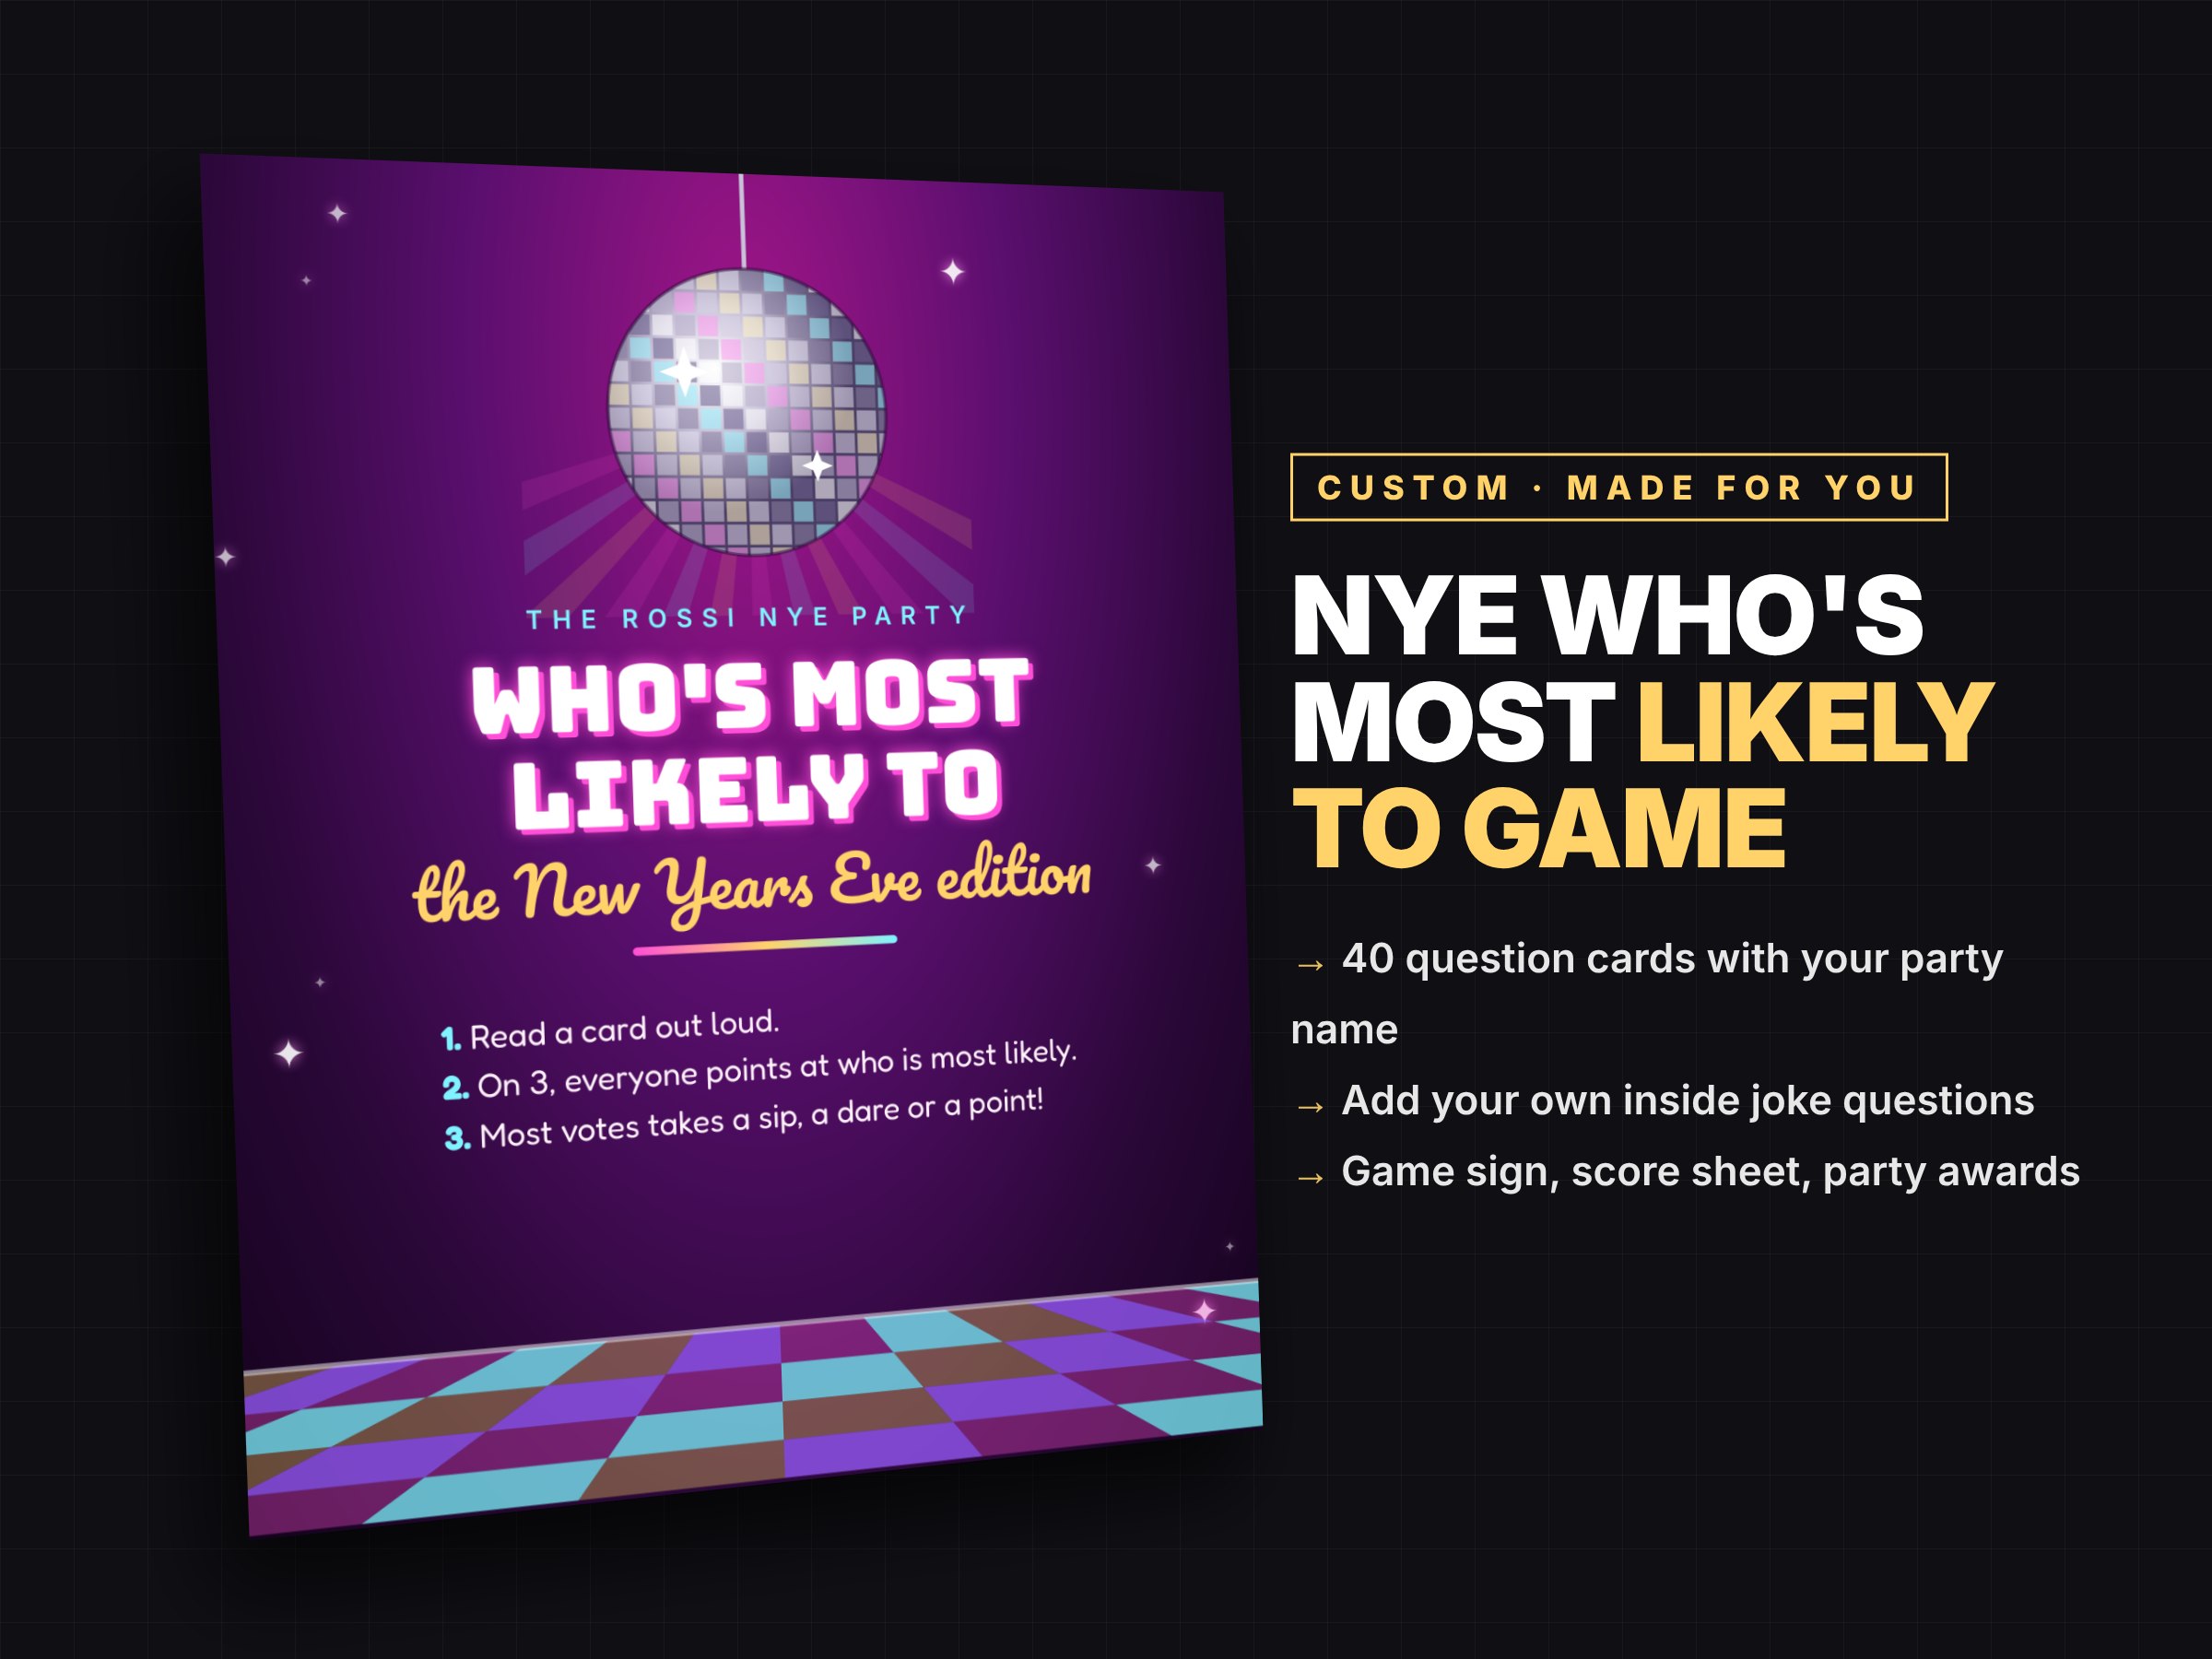 THE ROSSI NYE PARTY
WHO'S MOST
LIKELY TO
the New Years Eve edition
1. Read a card out loud.
2. On 3, everyone points at who is most likely.
3. Most votes takes a sip, a dare or a point!
CUSTOM · MADE FOR YOU
NYE WHO'S
MOST LIKELY
TO GAME
→ 40 question cards with your party
name
→ Add your own inside joke questions
→ Game sign, score sheet, party awards